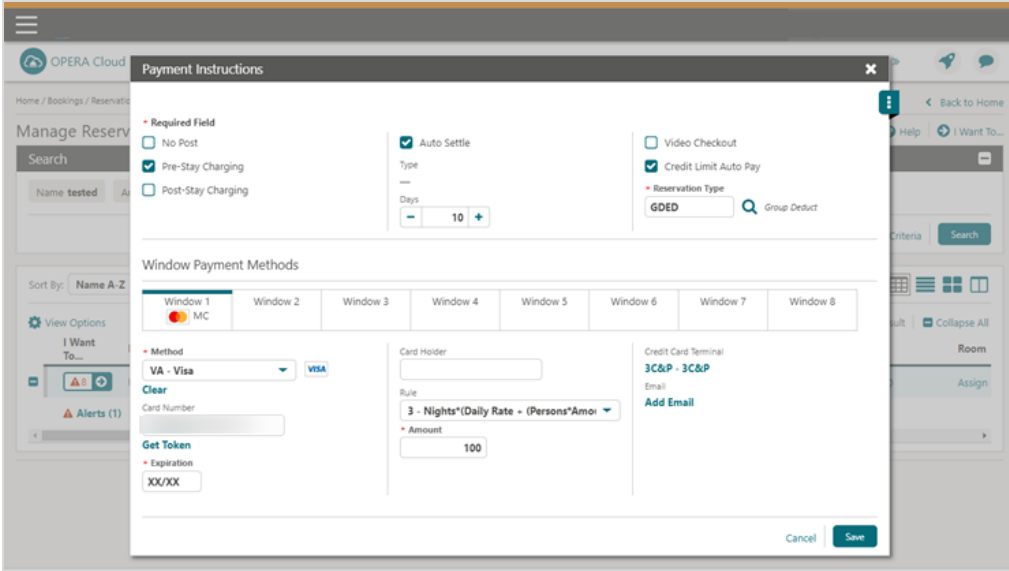 OPERA Cloud
Payment Instructions
Home / Bookings / Reservatio
Back to Home
Manage Reserv
Help
I Want To...
* Required Field
No Post
Auto Settle
Video Checkout
Search
Pre-Stay Charging
Type
—
Credit Limit Auto Pay
Name tested
Post-Stay Charging
Days
- 10 +
* Reservation Type
GDED
Group Deduct
Criteria
Search
Window Payment Methods
Sort By: Name A-Z
Window 1
MC
Window 2
Window 3
Window 4
Window 5
Window 6
Window 7
Window 8
View Options
Collapse All
I Want
To...
Room
* Method
VA - Visa
VISA
Clear
Card Number
Get Token
* Expiration
XX/XX
Card Holder
Rule
3 - Nights*(Daily Rate + (Persons*Amou
* Amount
100
Credit Card Terminal
3C&P - 3C&P
Email
Add Email
Assign
Alerts (1)
Cancel
Save